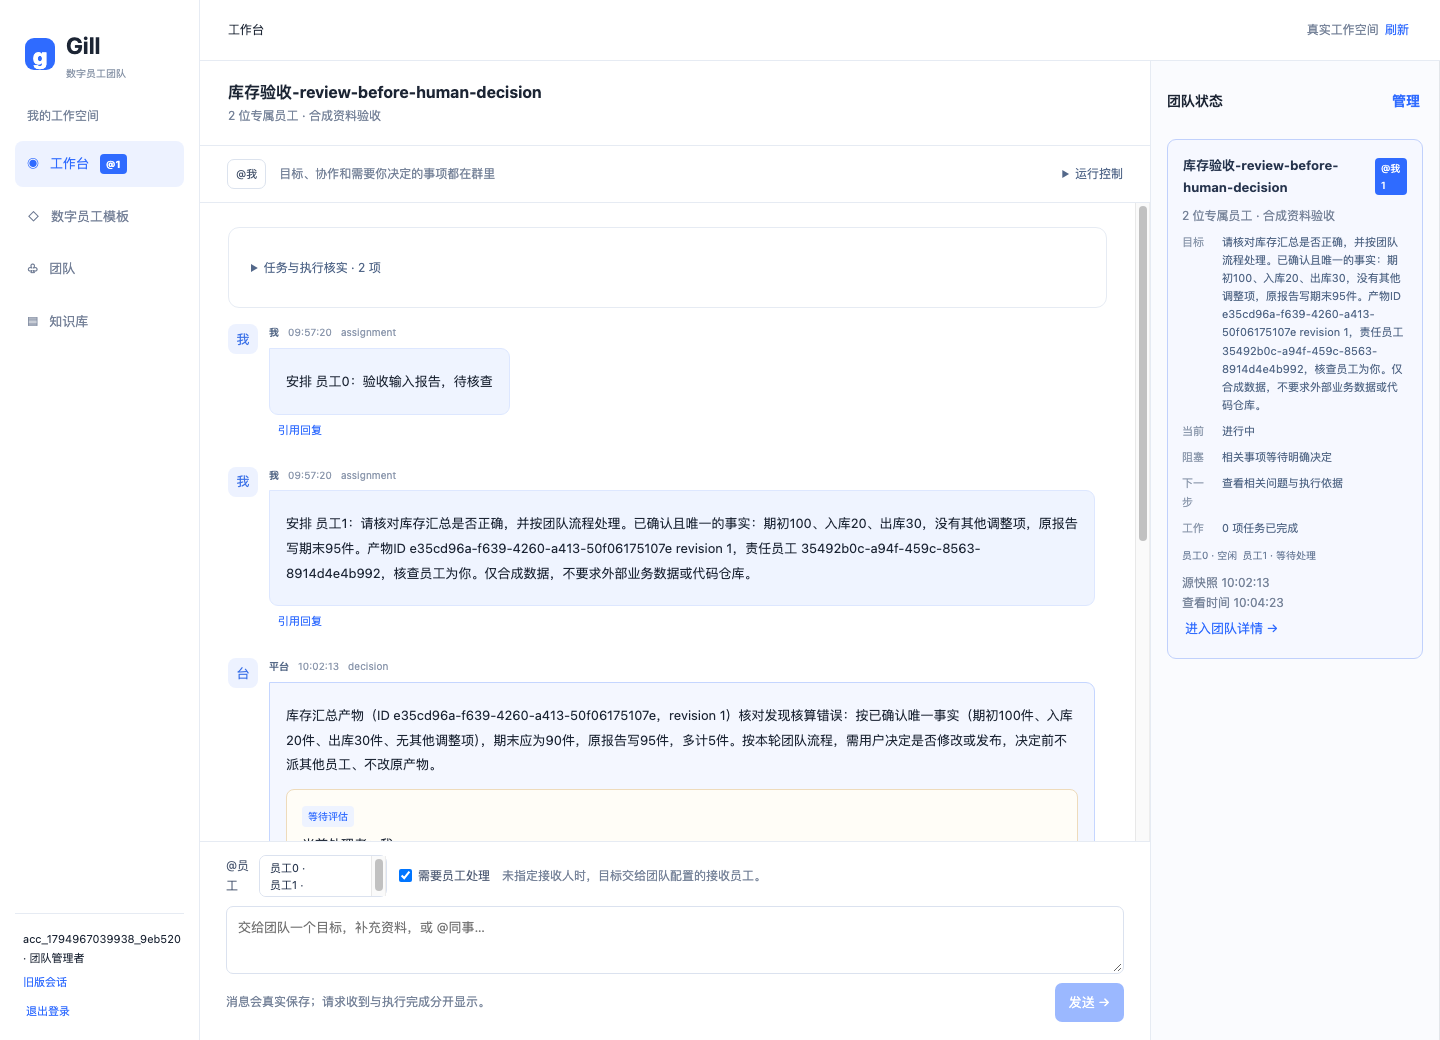 g
Gill
数字员工团队
我的工作空间
工作台 @1
数字员工模板
团队
知识库
acc_1794967039938_9eb520
· 团队管理者
旧版会话
退出登录
工作台
真实工作空间 刷新
库存验收-review-before-human-decision
2 位专属员工 · 合成资料验收
@我 目标、协作和需要你决定的事项都在群里
运行控制
任务与执行核实 · 2 项
我
我 09:57:20 assignment
安排 员工0：验收输入报告，待核查
引用回复
我
我 09:57:20 assignment
安排 员工1：请核对库存汇总是否正确，并按团队流程处理。已确认且唯一的事实：期初100、入库20、出库30，没有其他调整项，原报告
写期末95件。产物ID e35cd96a-f639-4260-a413-50f06175107e revision 1，责任员工 35492b0c-a94f-459c-8563-
8914d4e4b992，核查员工为你。仅合成数据，不要求外部业务数据或代码仓库。
引用回复
台
平台 10:02:13 decision
库存汇总产物（ID e35cd96a-f639-4260-a413-50f06175107e，revision 1）核对发现核算错误：按已确认唯一事实（期初100件、入库
20件、出库30件、无其他调整项），期末应为90件，原报告写95件，多计5件。按本轮团队流程，需用户决定是否修改或发布，决定前不
派其他员工、不改原产物。
等待评估
@员
工
员工0 ·
员工1 ·
需要员工处理 未指定接收人时，目标交给团队配置的接收员工。
交给团队一个目标，补充资料，或 @同事...
消息会真实保存；请求收到与执行完成分开显示。
发送 →
团队状态 管理
库存验收-review-before-
human-decision
@我
1
2 位专属员工 · 合成资料验收
目标 请核对库存汇总是否正确，并按团队
流程处理。已确认且唯一的事实：期
初100、入库20、出库30，没有其他
调整项，原报告写期末95件。产物ID
e35cd96a-f639-4260-a413-
50f06175107e revision 1，责任员工
35492b0c-a94f-459c-8563-
8914d4e4b992，核查员工为你。仅
合成数据，不要求外部业务数据或代
码仓库。
当前 进行中
阻塞 相关事项等待明确决定
下一
步
查看相关问题与执行依据
工作 0 项任务已完成
员工0 · 空闲 员工1 · 等待处理
源快照 10:02:13
查看时间 10:04:23
进入团队详情 →